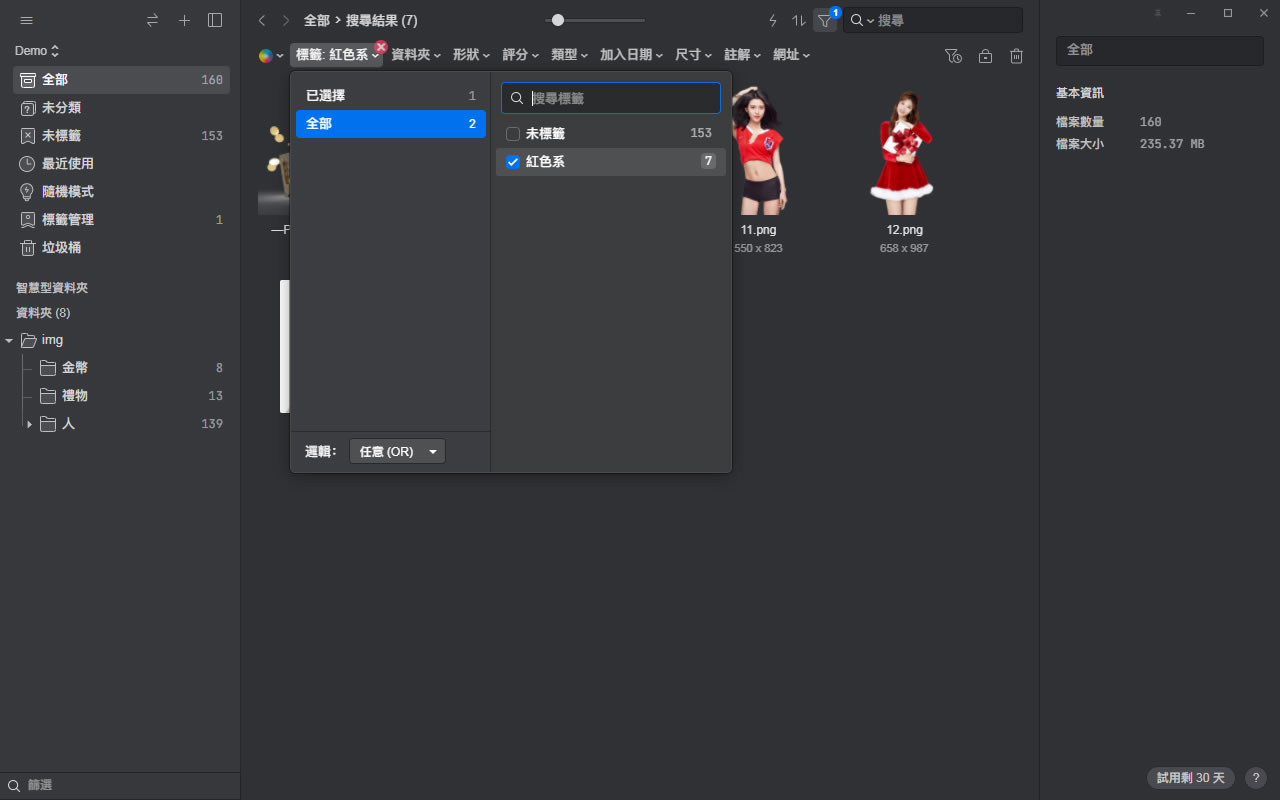 Demo
全部 160
未分類
未標籤 153
最近使用
隨機模式
標籤管理 1
垃圾桶
智慧型資料夾
資料夾 (8)
img
金幣 8
禮物 13
人 139
篩選
全部 > 搜尋結果 (7)
1
搜尋
標籤: 紅色系 資料夾 形狀 評分 類型 加入日期 尺寸 註解 網址
已選擇 1
全部 2
邏輯: 任意 (OR)
搜尋標籤
未標籤 153
紅色系 7
11.png
550 x 823
12.png
658 x 987
全部
基本資訊
檔案數量 160
檔案大小 235.37 MB
試用剩 30 天
?